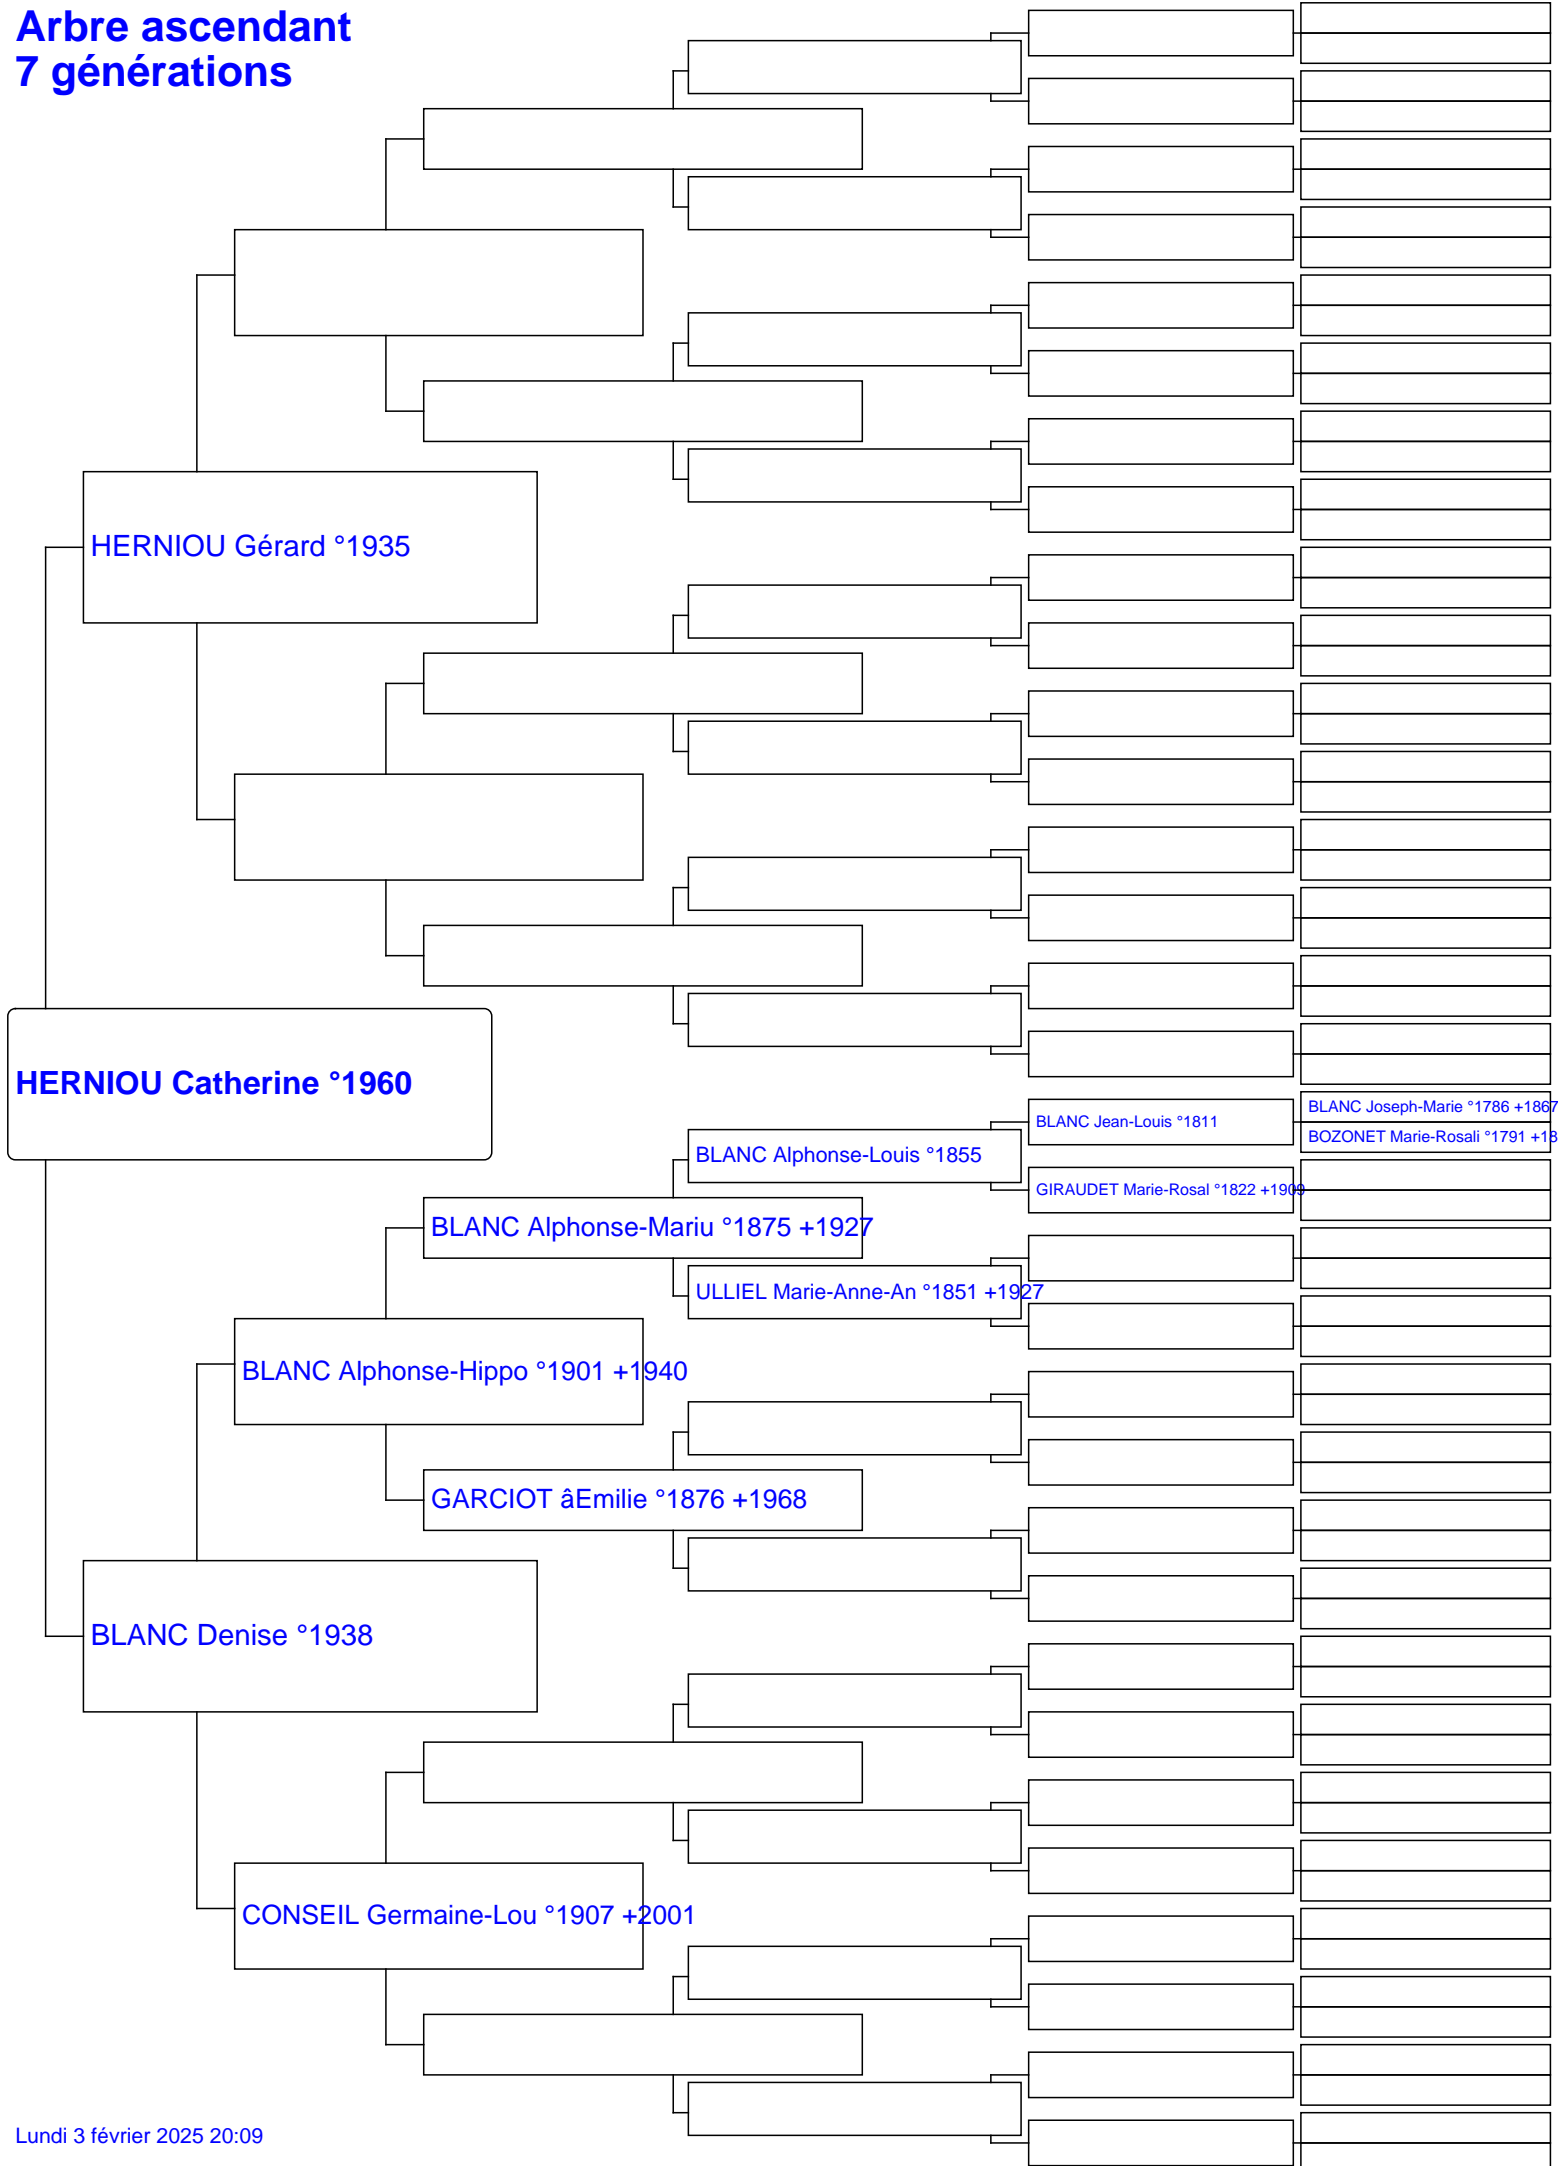 Arbre ascendant
7 générations
HERNIOU Gérard °1935
HERNIOU Catherine °1960
BLANC Joseph-Marie °1786 +1867
BLANC Jean-Louis °1811
BOZONET Marie-Rosali °1791 +18
BLANC Alphonse-Louis °1855
GIRAUDET Marie-Rosal °1822 +1909
BLANC Alphonse-Mariu °1875 +1927
ULLIEL Marie-Anne-An °1851 +1927
BLANC Alphonse-Hippo °1901 +1940
GARCIOT âEmilie °1876 +1968
BLANC Denise °1938
CONSEIL Germaine-Lou °1907 +2001
Lundi 3 février 2025 20:09